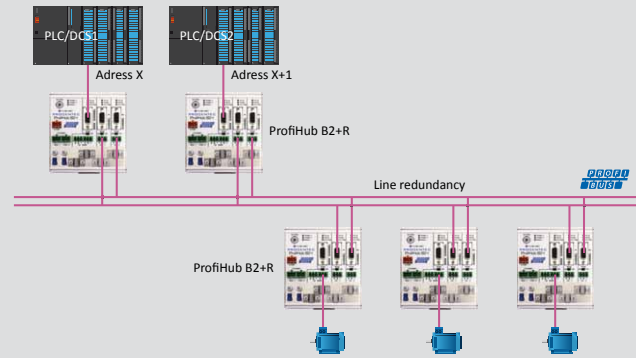 PLC/DCS1
PLC/DCS2
Adress X
Adress X+1
ProfiHub B2+R
Line redundancy
PROFI
BUS
ProfiHub B2+R